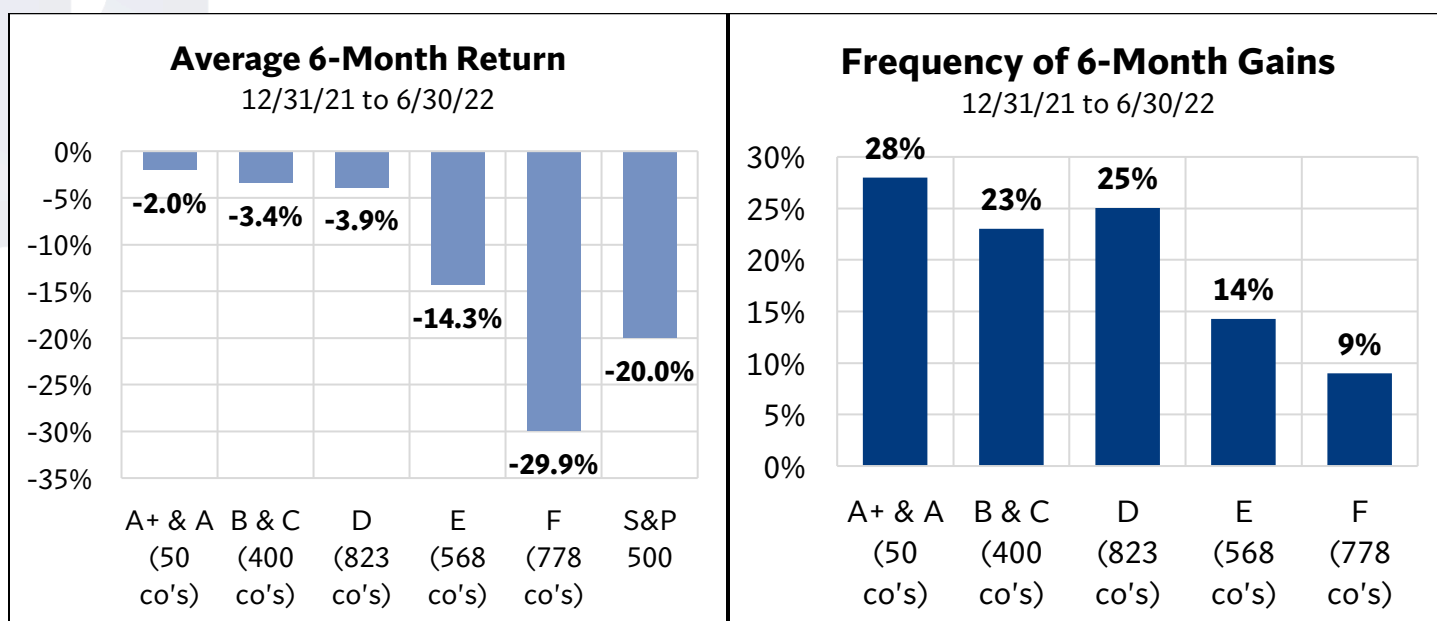 Average 6-Month Return
12/31/21 to 6/30/22
0%
-5%
-10%
-15%
-20%
-25%
-30%
-35%
-2.0%
-3.4%
-3.9%
-14.3%
-29.9%
-20.0%
A+ & A B & C D E F S&P
(50 (400 (823 (568 (778 500
co's) co's) co's) co's) co's)
Frequency of 6-Month Gains
12/31/21 to 6/30/22
30%
25%
20%
15%
10%
5%
0%
28%
23%
25%
14%
9%
A+ & A B & C D E F
(50 (400 (823 (568 (778
co's) co's) co's) co's) co's)